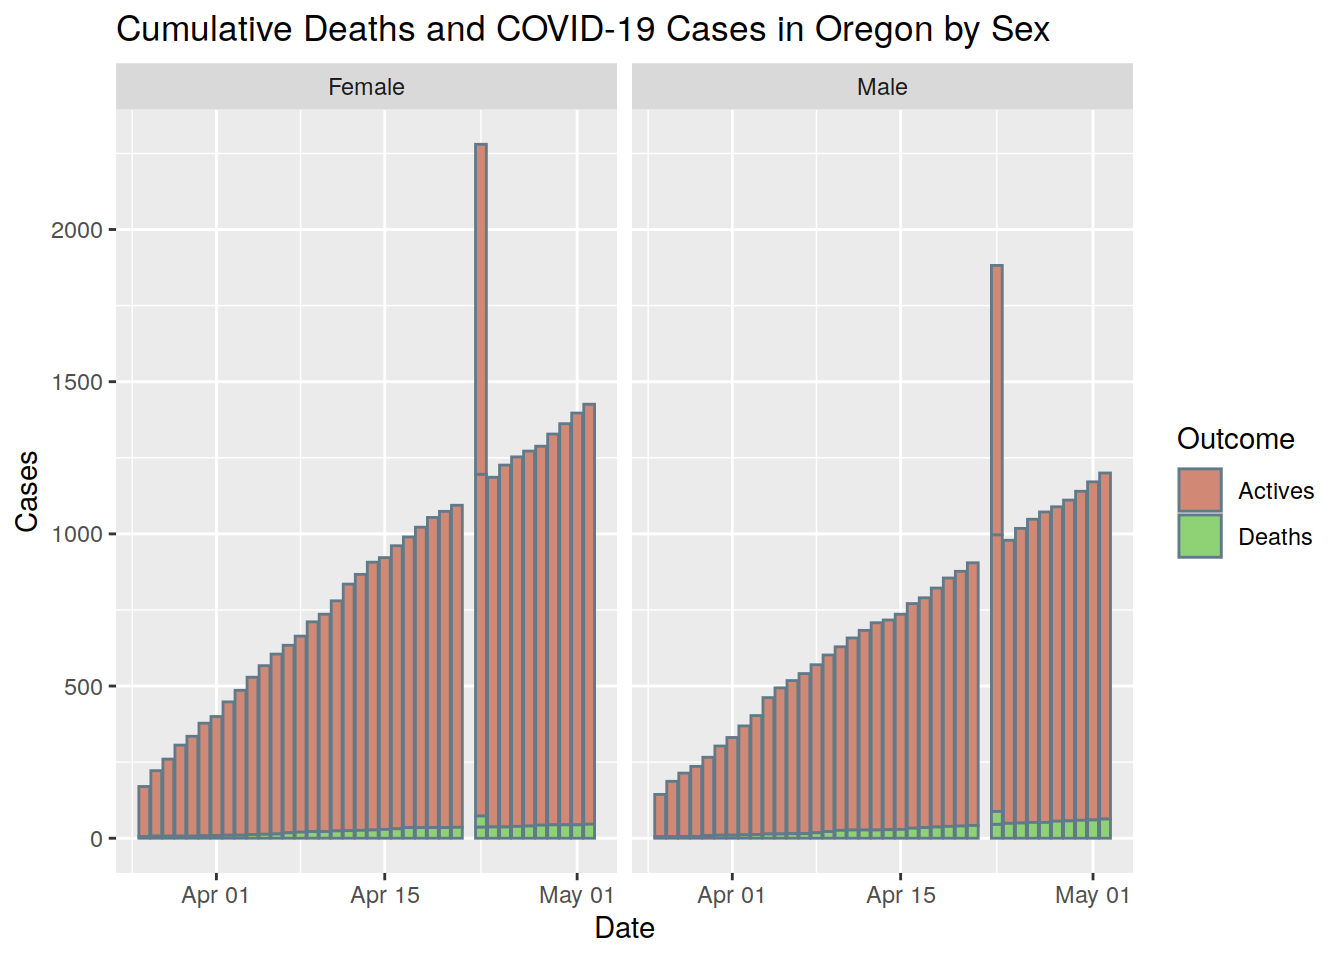 Cumulative Deaths and COVID-19 Cases in Oregon by Sex
Female
Male
Cases
2000
1500
1000
500
0
Apr 01
Apr 15
May 01
Apr 01
Apr 15
May 01
Date
Outcome
Actives
Deaths